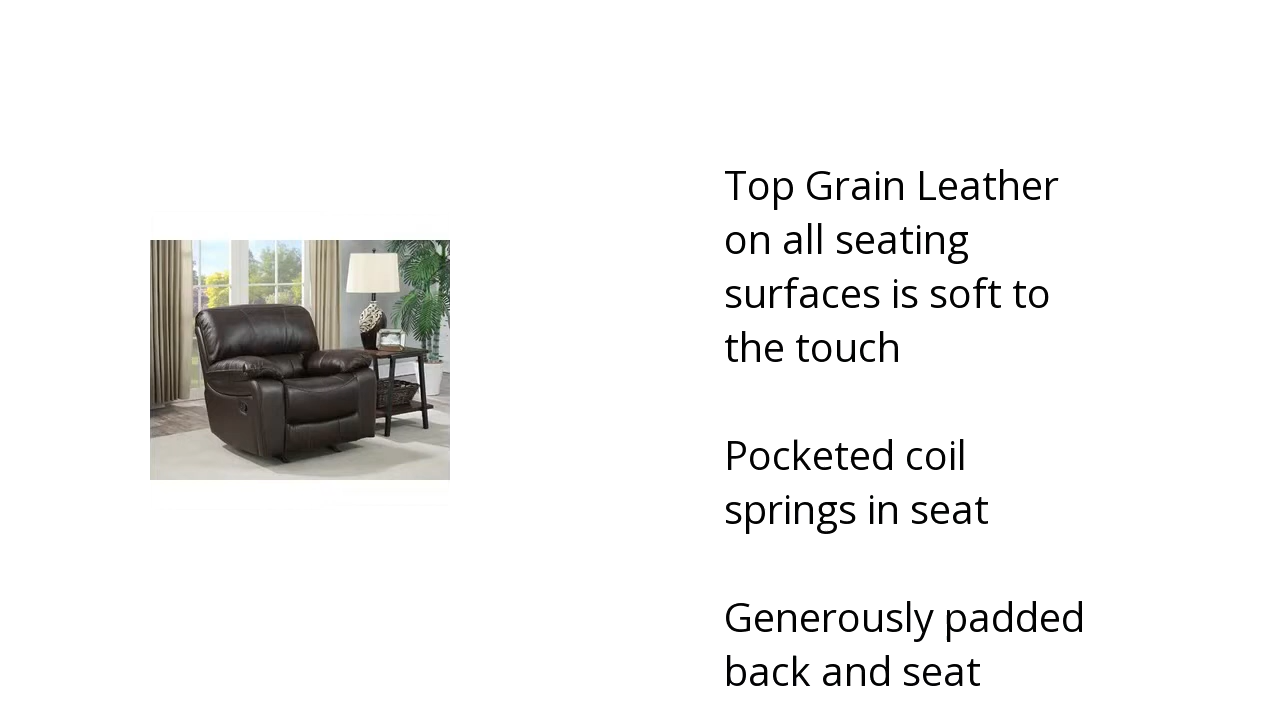 Top Grain Leather
on all seating
surfaces is soft to
the touch
Pocketed coil
springs in seat
Generously padded
back and seat